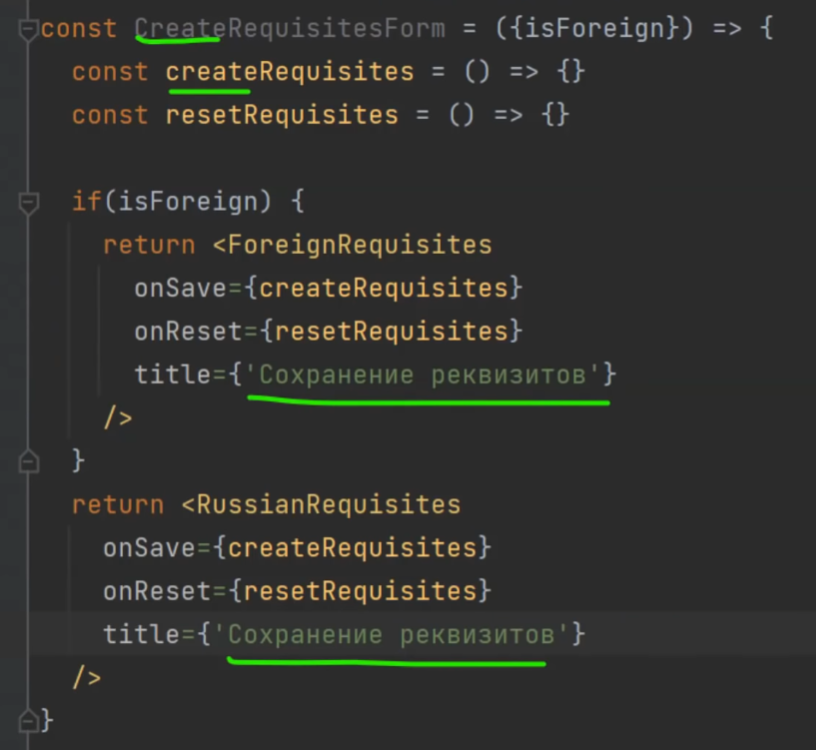 const CreateRequisitesForm = ({isForeign}) => {
const createRequisites = () => {}
const resetRequisites = () => {}
if(isForeign) {
return <ForeignRequisites
onSave={createRequisites}
onReset={resetRequisites}
title={'Сохранение реквизитов'}
/>
}
return <RussianRequisites
onSave={createRequisites}
onReset={resetRequisites}
title={'Сохранение реквизитов'}
/>
}